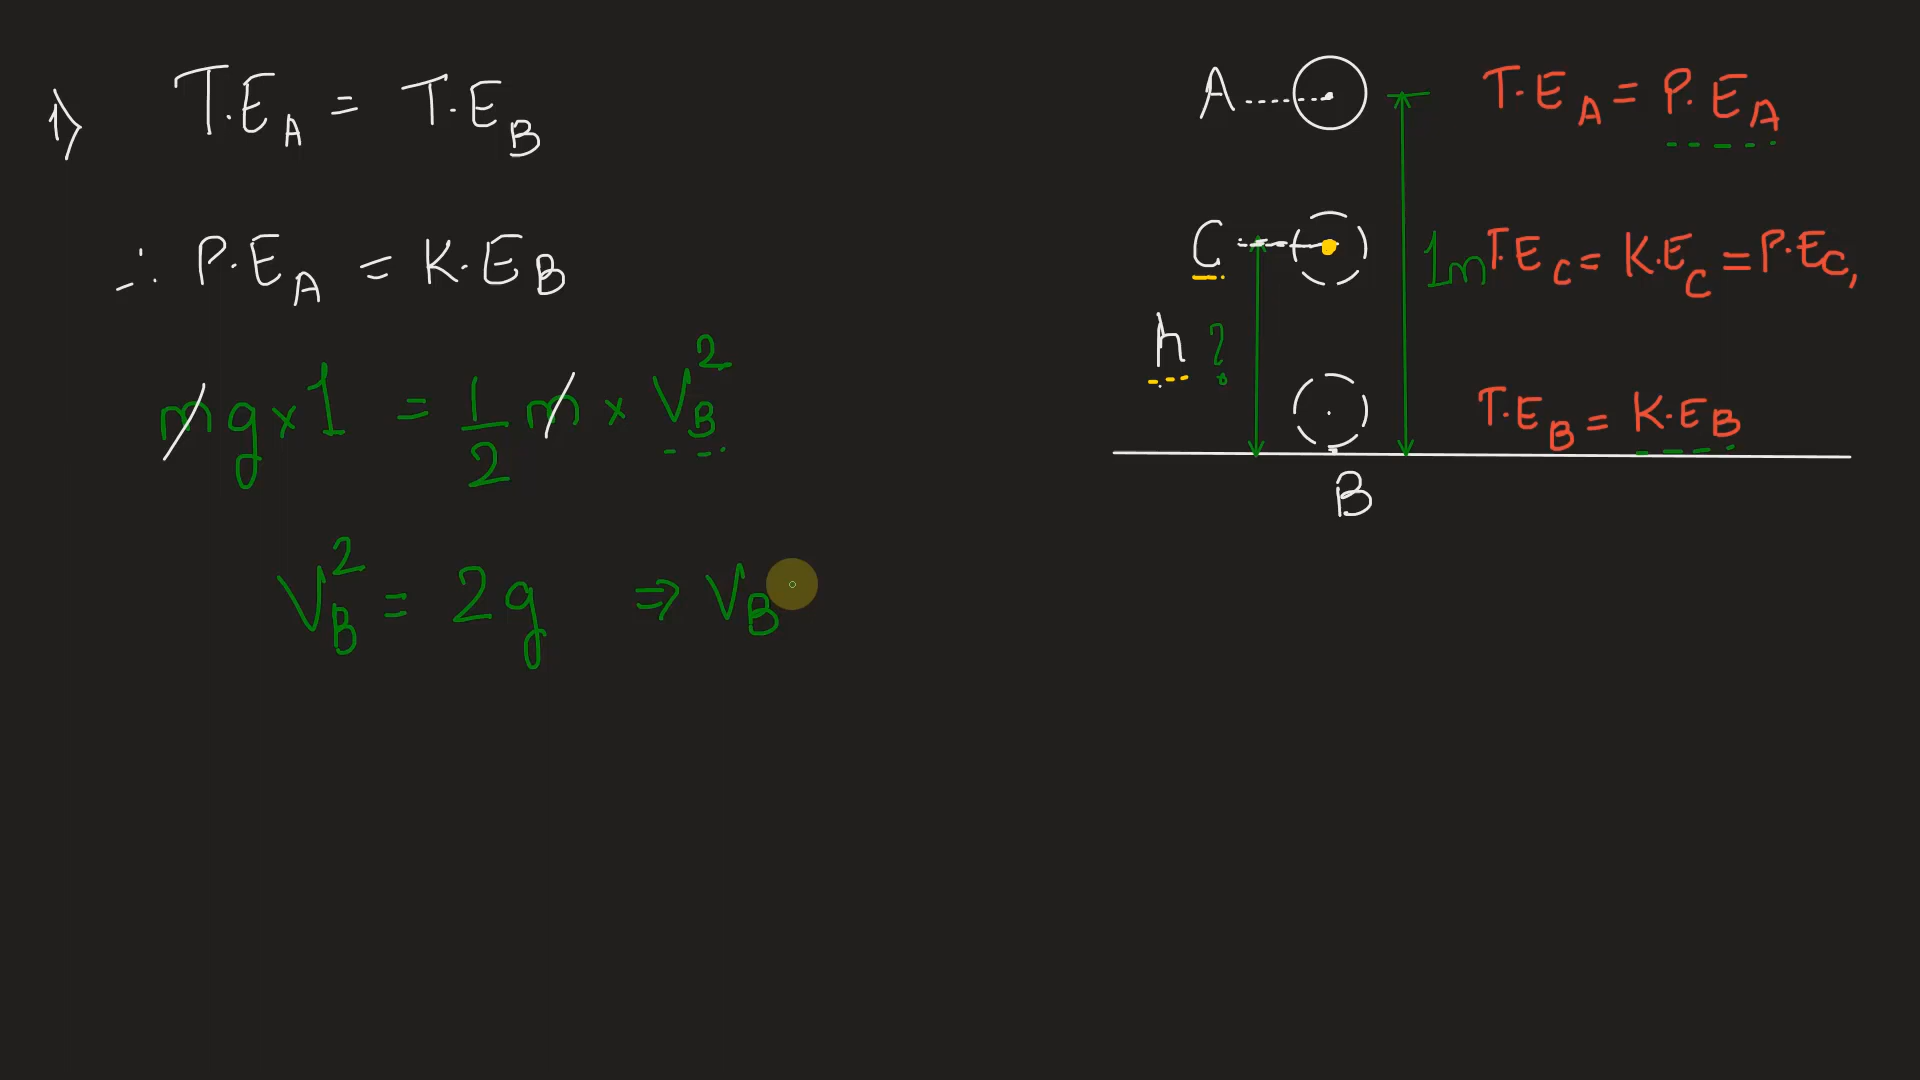 1) T.E_A = T.E_B
∴ P.E_A = K.E_B
mg×1 = 1/2 m × V_B^2
V_B^2 = 2g ⇒ V_B
A
T.E_A = P.E_A
C
1m
T.E_C = K.E_C = P.E_C,
h ?
T.E_B = K.E_B
B